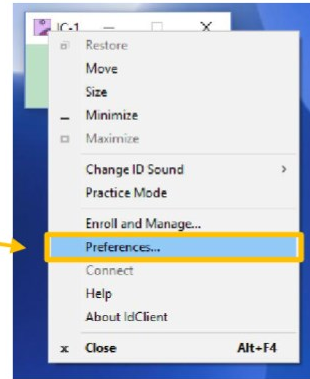 IC-1
Restore
Move
Size
Minimize
Maximize
Change ID Sound
Practice Mode
Enroll and Manage...
Preferences...
Connect
Help
About IdClient
Close Alt+F4